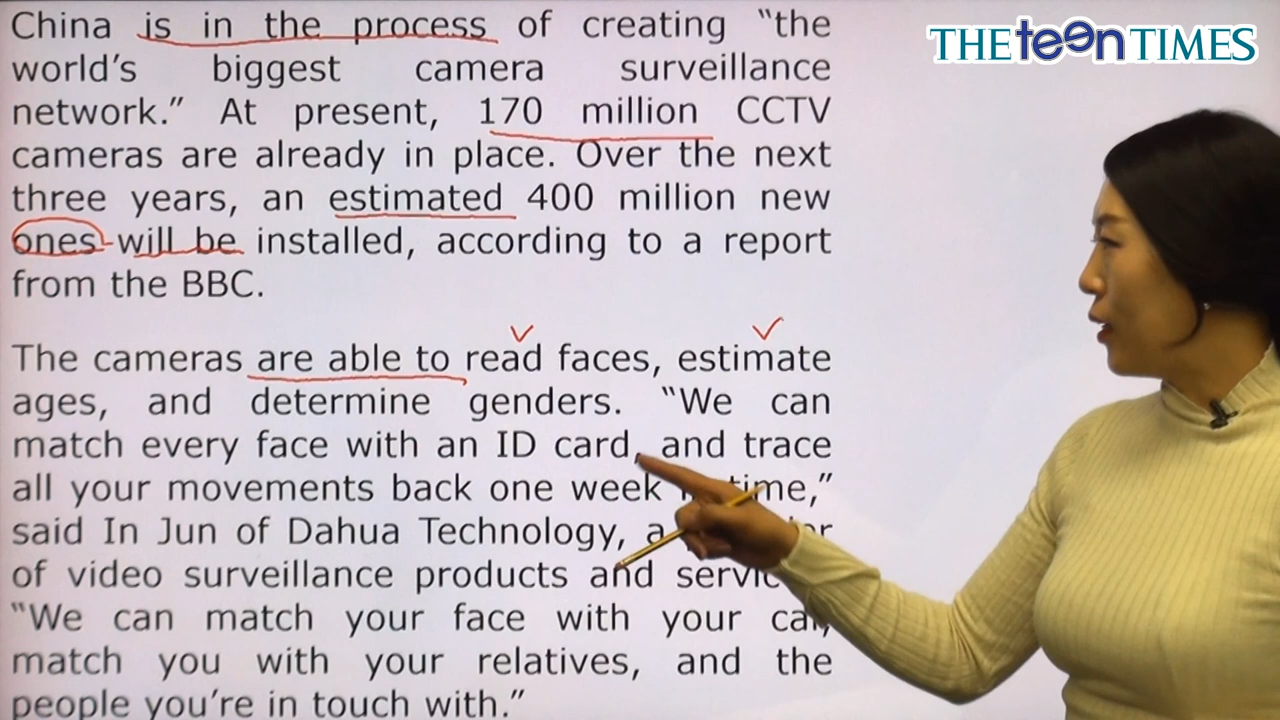 China is in the process of creating “the
world’s biggest camera surveillance
network.” At present, 170 million CCTV
cameras are already in place. Over the next
three years, an estimated 400 million new
ones will be installed, according to a report
from the BBC.
The cameras are able to read faces, estimate
ages, and determine genders. “We can
match every face with an ID card, and trace
all your movements back one week time,”
said In Jun of Dahua Technology, a
of video surveillance products and
“We can match your face with your car,
match you with your relatives, and the
people you’re in touch with.”
THE teen TIMES